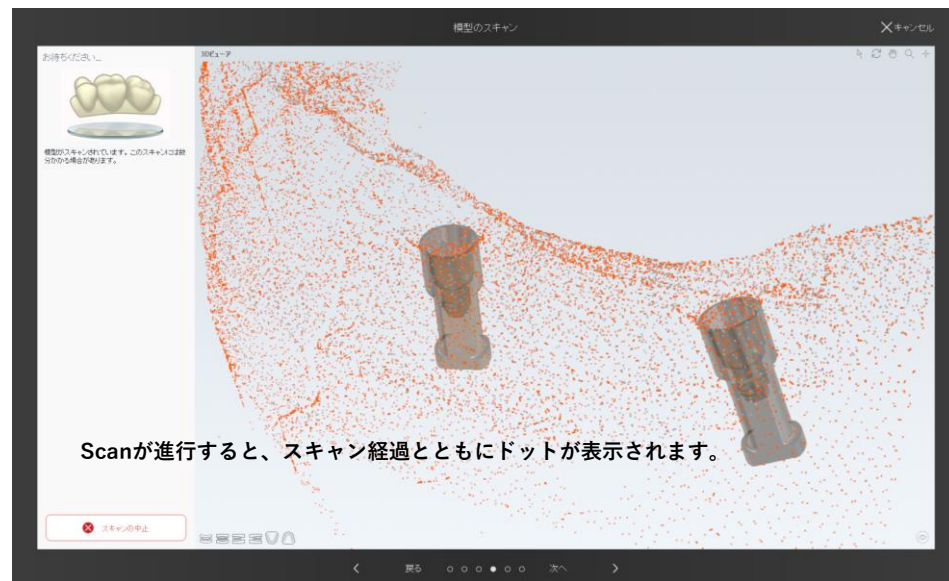 模型のスキャン
キャンセル
お待ちください...
3Dビューア
模型がスキャンされています。このスキャンには数
分かかる場合があります。
Scanが進行すると、スキャン経過とともにドットが表示されます。
スキャンの中止
戻る
次へ